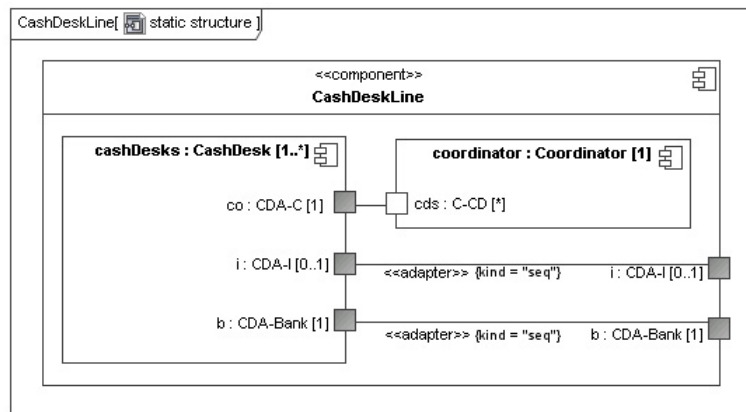 CashDeskLine[ static structure ]
<<component>>
CashDeskLine
cashDesks : CashDesk [1..*]
coordinator : Coordinator [1]
co : CDA-C [1]
cds : C-CD [*]
i : CDA-I [0..1]
<<adapter>> {kind = "seq"}
i : CDA-I [0..1]
b : CDA-Bank [1]
<<adapter>> {kind = "seq"}
b : CDA-Bank [1]